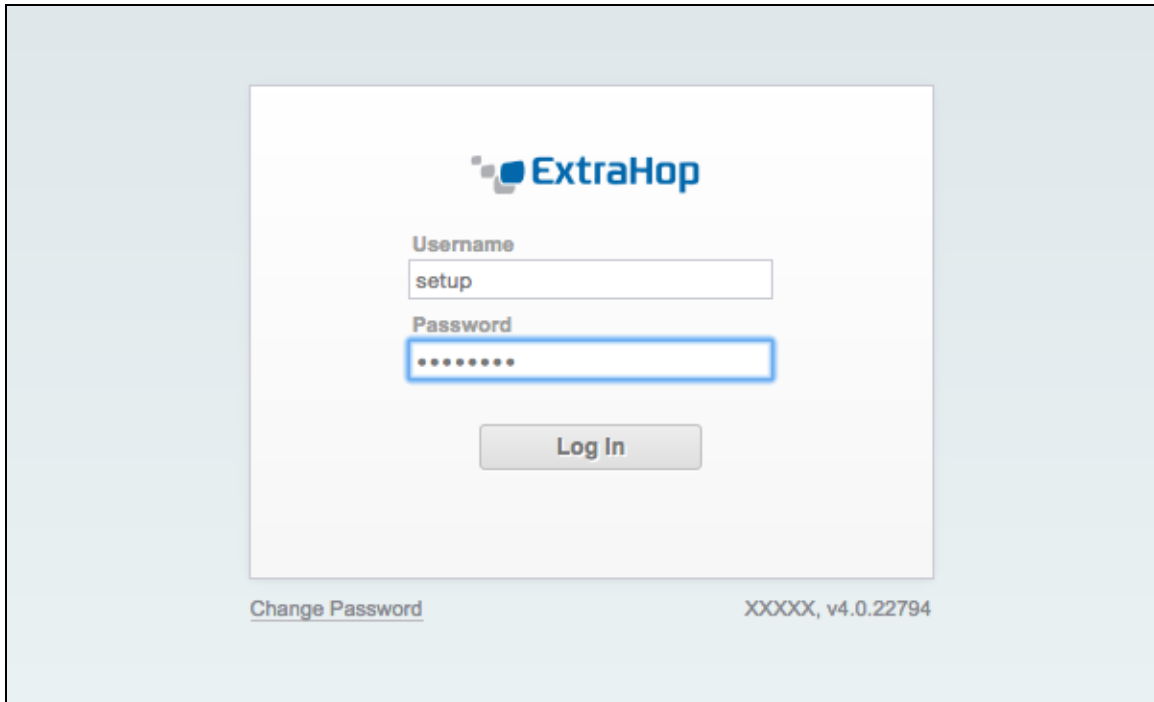 ExtraHop
Username
setup
Password
••••••••
Log In
Change Password
XXXXX, v4.0.22794